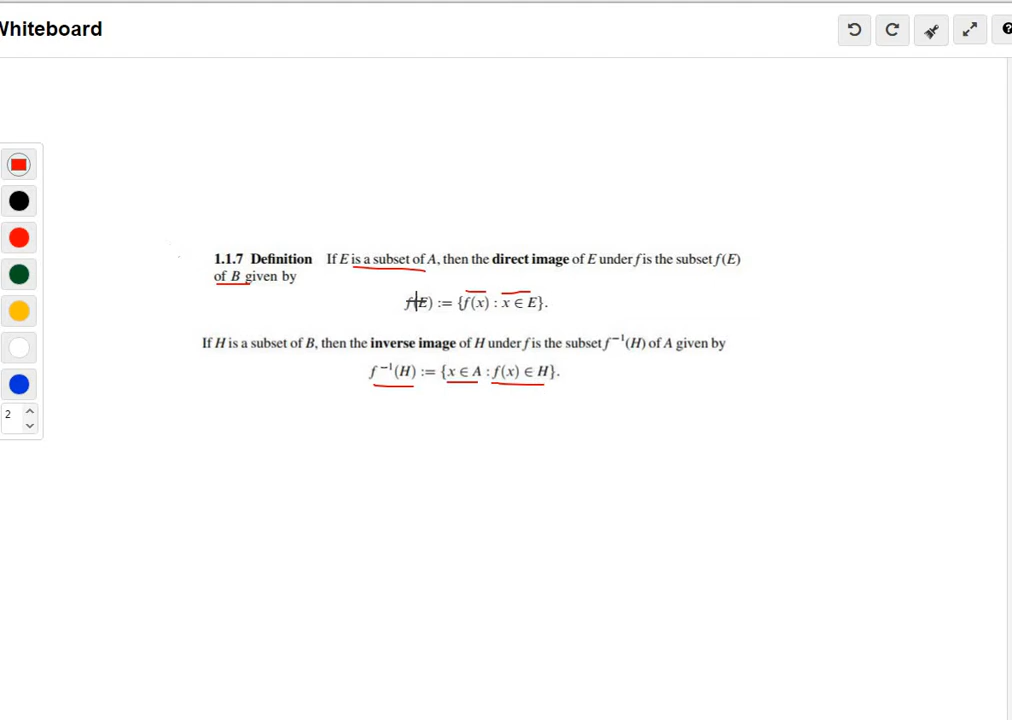 Whiteboard
1.1.7 Definition If E is a subset of A, then the direct image of E under f is the subset f(E)
of B given by
f(E) := {f(x) : x ∈ E}.
If H is a subset of B, then the inverse image of H under f is the subset f⁻¹(H) of A given by
f⁻¹(H) := {x ∈ A : f(x) ∈ H}.
2